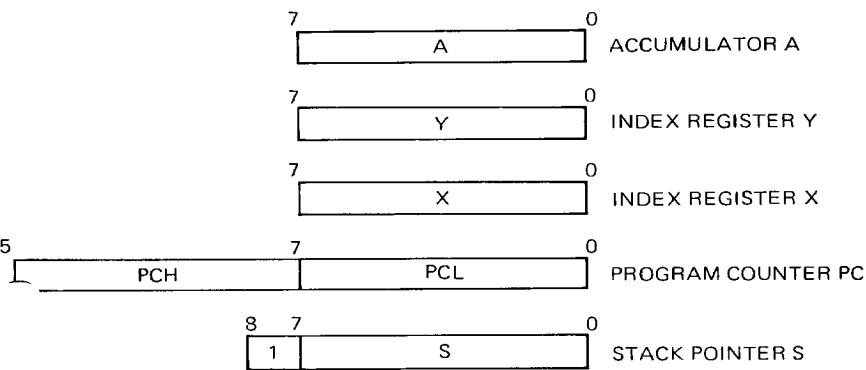 7 0
A ACCUMULATOR A
7 0
Y INDEX REGISTER Y
7 0
X INDEX REGISTER X
5 7 0
PCH PCL PROGRAM COUNTER PC
8 7 0
1 S STACK POINTER S